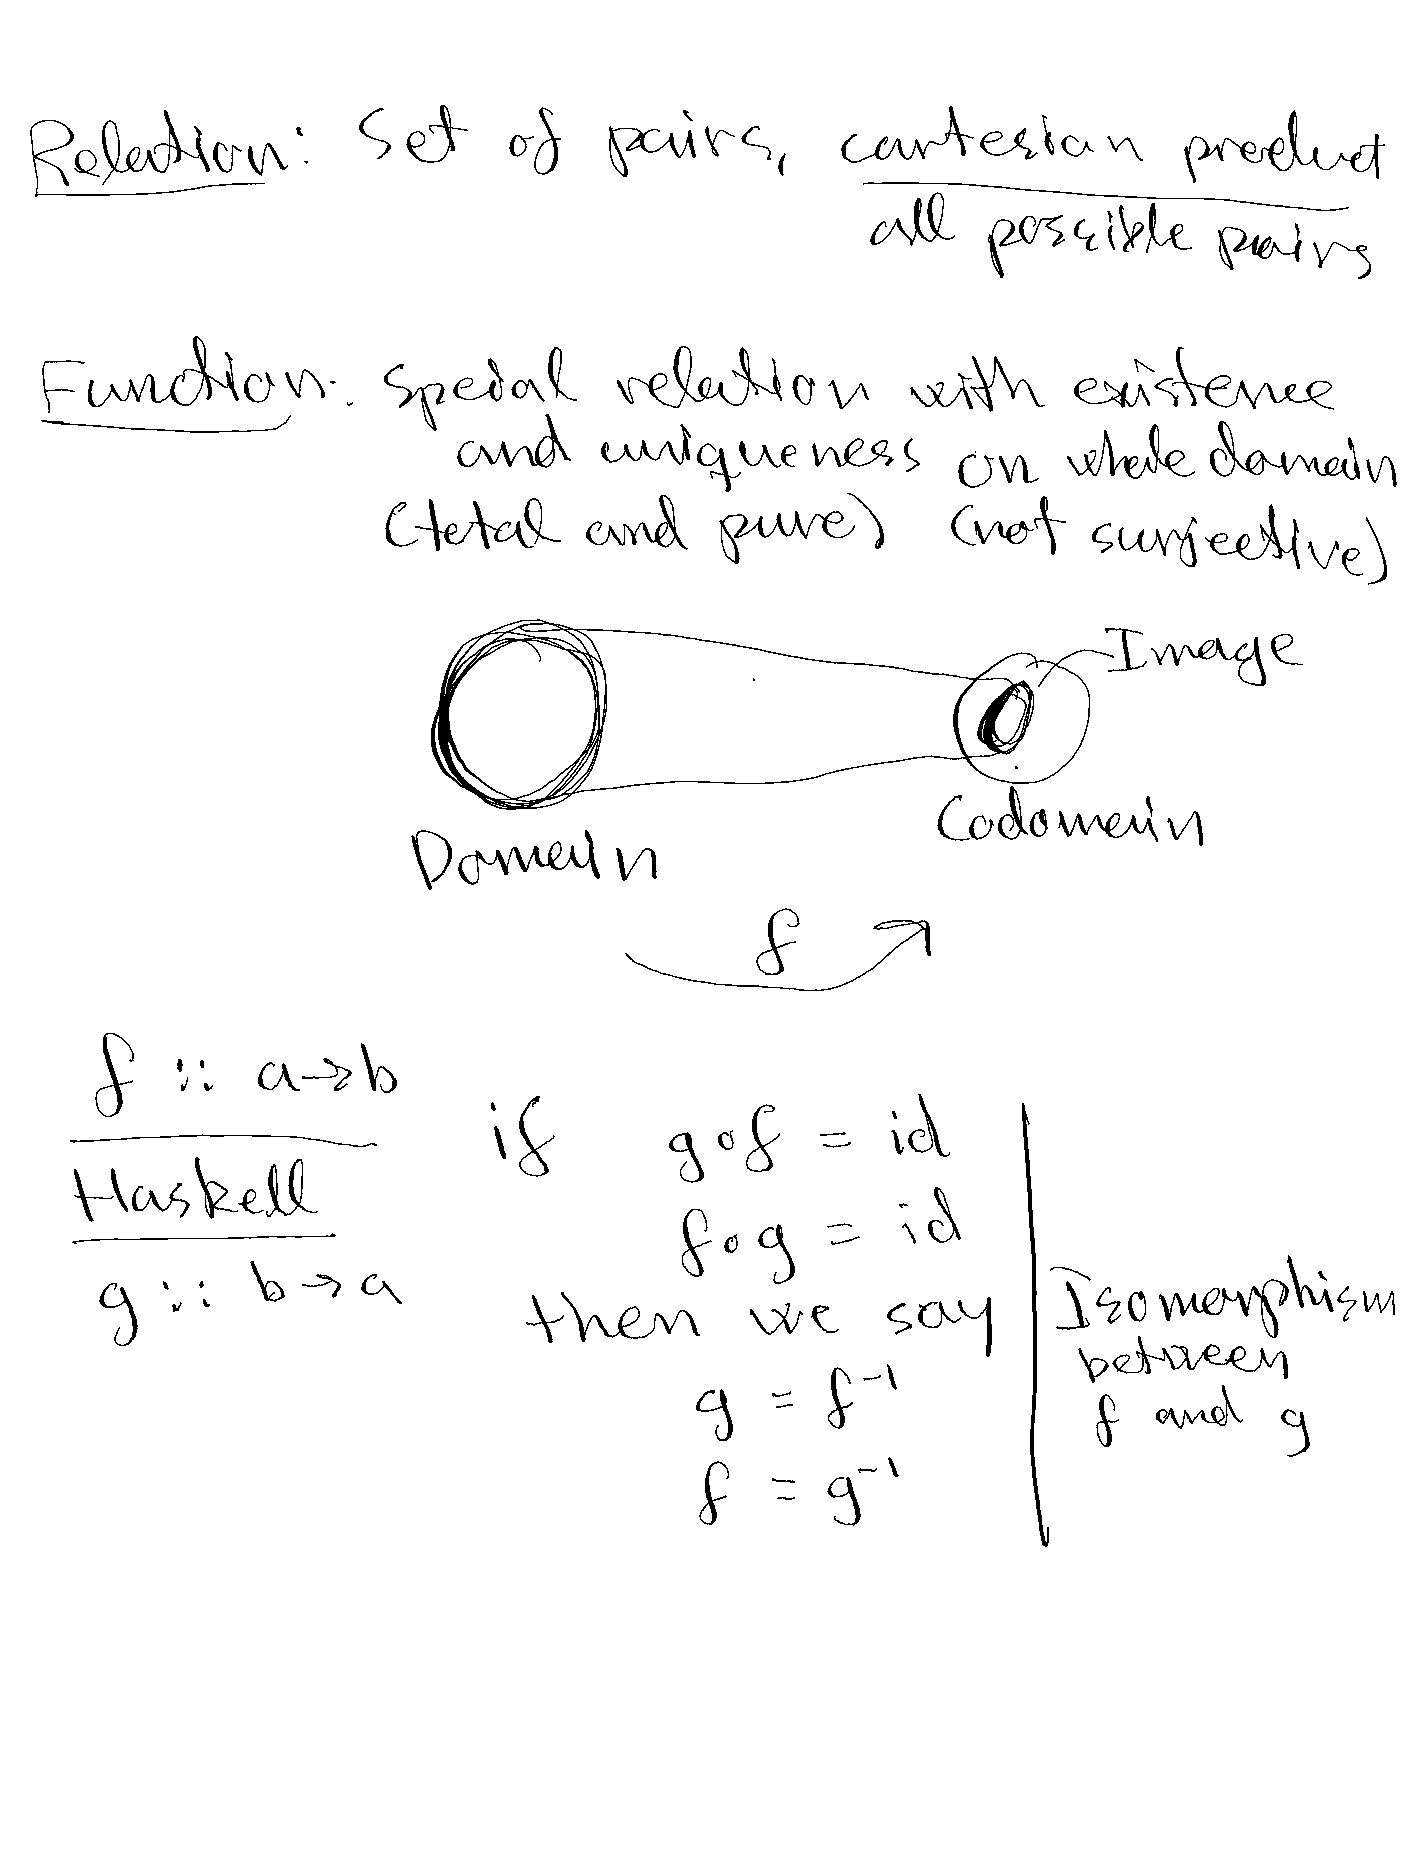 Relation: Set of pairs, cartesian product
all possible pairs
Function: Special relation with existence
and uniqueness on whole domain
(total and pure) (not surjective)
Image
Domain
Codomain
f
f :: a → b
Haskell
g :: b → a
if g∘f = id
f∘g = id
then we say
g = f⁻¹
f = g⁻¹
Isomorphism
between
f and g